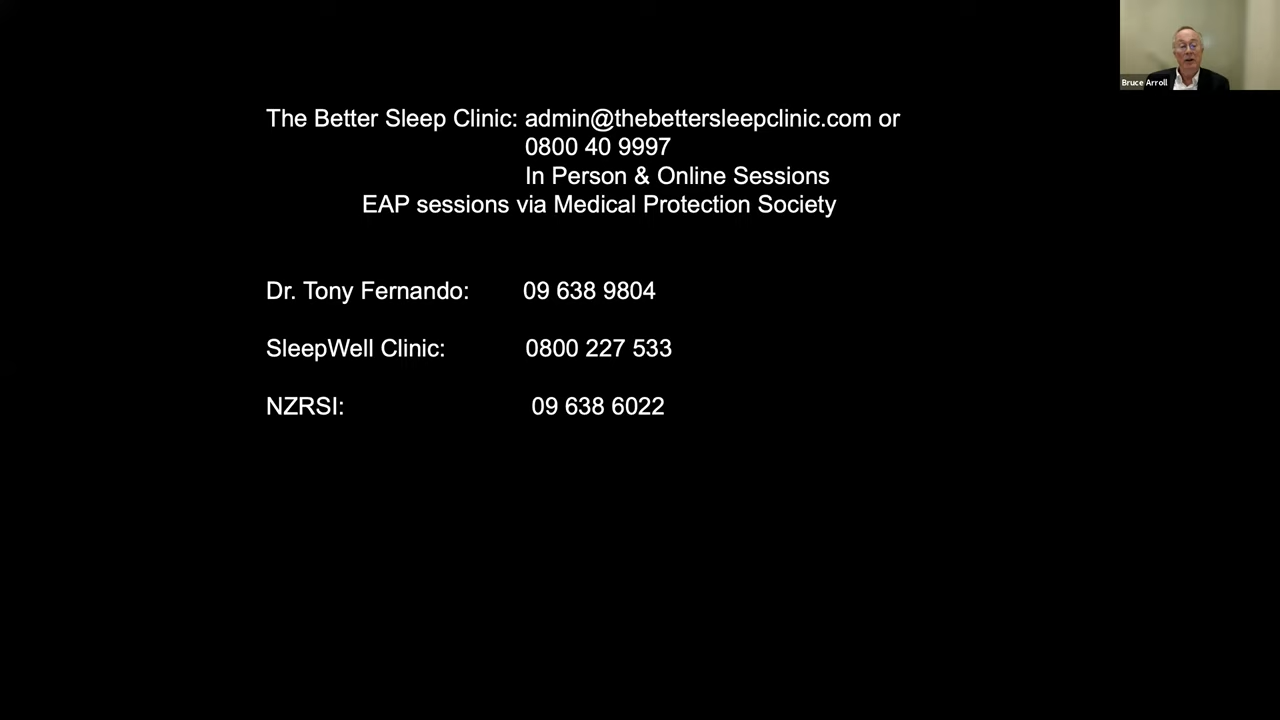 Bruce Arroll
The Better Sleep Clinic: admin@thebettersleepclinic.com or
0800 40 9997
In Person & Online Sessions
EAP sessions via Medical Protection Society
Dr. Tony Fernando: 09 638 9804
SleepWell Clinic: 0800 227 533
NZRSI: 09 638 6022